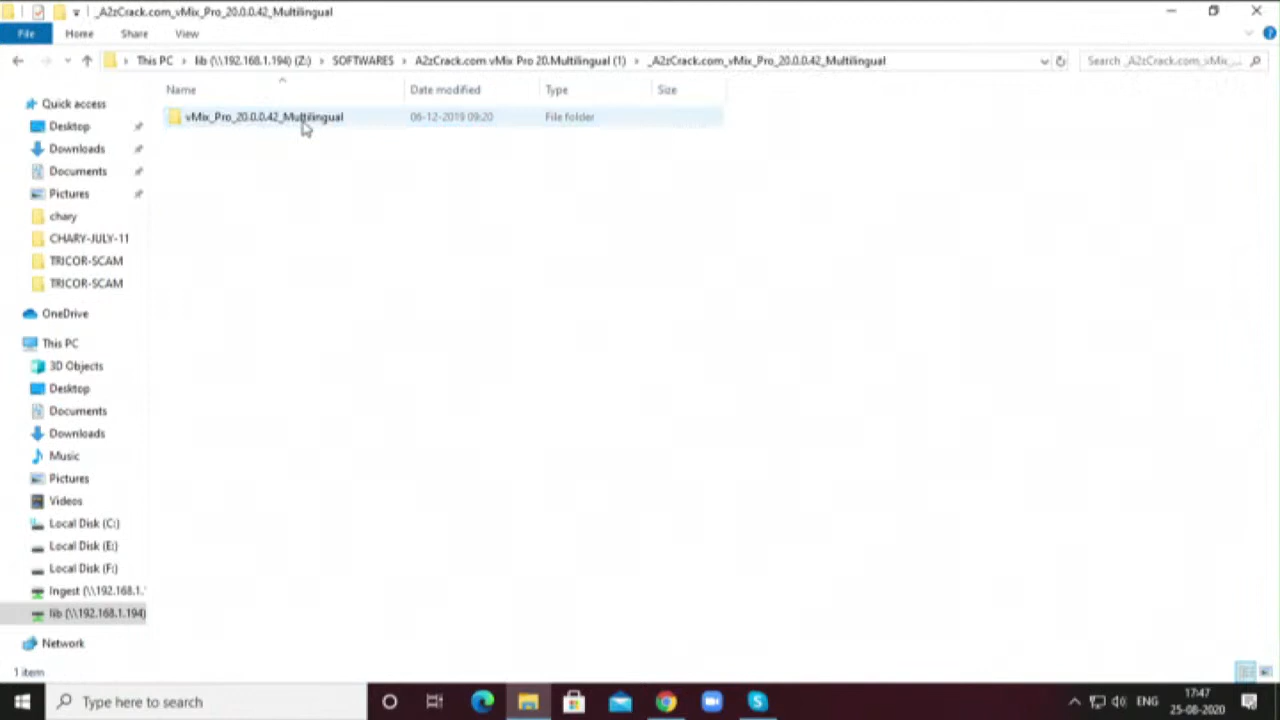 _A2zCrack.com_vMix_Pro_20.0.0.42_Multilingual
File Home Share View
This PC lib (\\192.168.1.194) (Z:) SOFTWARES A2zCrack.com vMix Pro 20.Multilingual (1) _A2zCrack.com_vMix_Pro_20.0.0.42_Multilingual Search _A2zCrack.com_vMix_...
Name Date modified Type Size
vMix_Pro_20.0.0.42_Multilingual 06-12-2019 09:20 File folder
Quick access
Desktop
Downloads
Documents
Pictures
chary
CHARY-JULY-11
TRICOR-SCAM
TRICOR-SCAM
OneDrive
This PC
3D Objects
Desktop
Documents
Downloads
Music
Pictures
Videos
Local Disk (C:)
Local Disk (E:)
Local Disk (F:)
Ingest (\\192.168.1.
lib (\\192.168.1.194)
Network
1 item
Type here to search ENG 17:47
25-08-2020